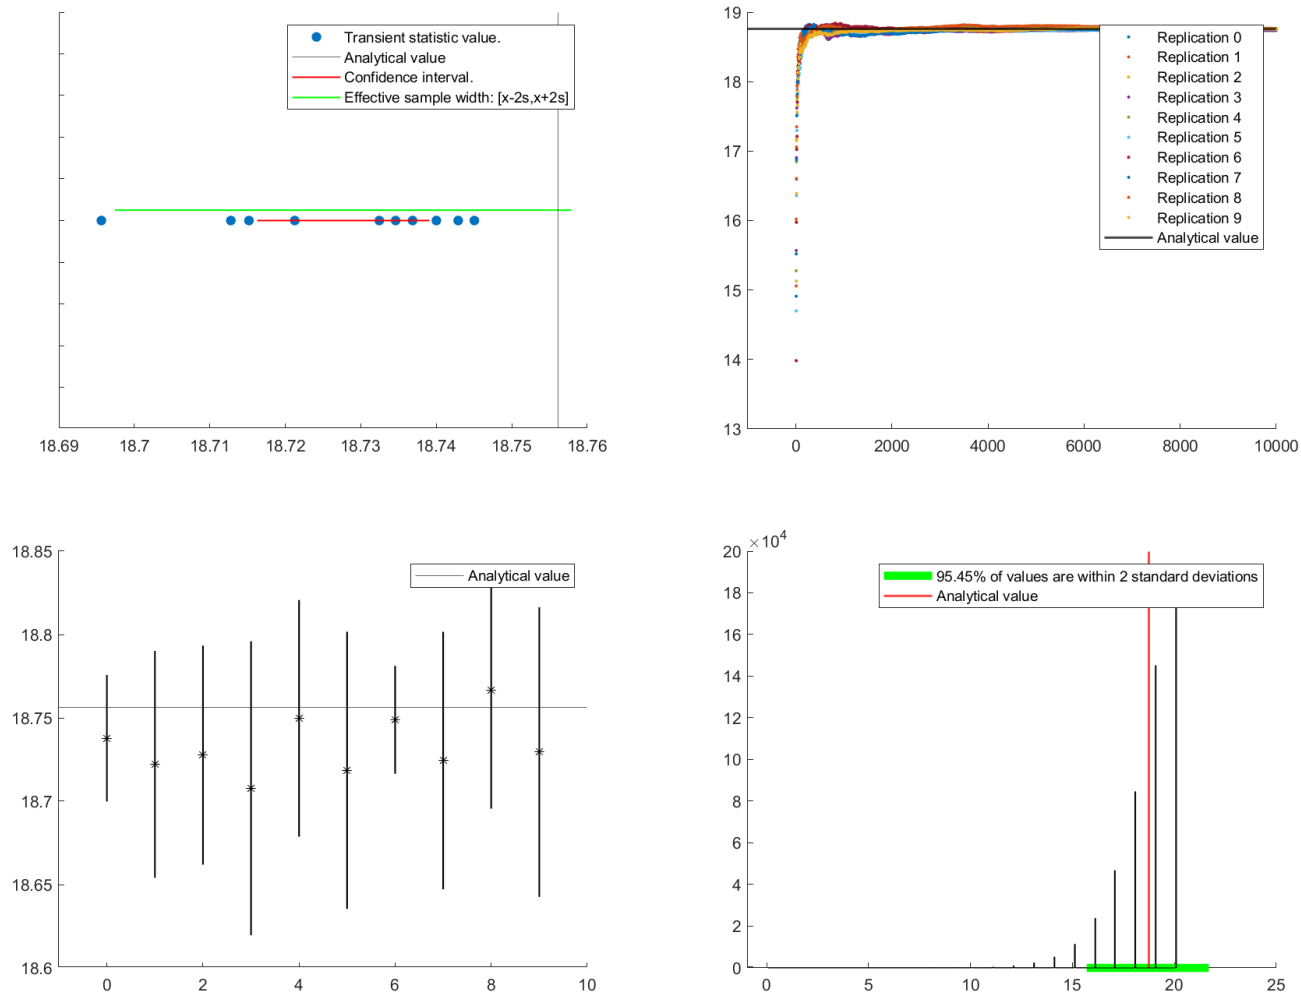 Transient statistic value.
Analytical value
Confidence interval.
Effective sample width: [x-2s,x+2s]
18.69 18.7 18.71 18.72 18.73 18.74 18.75 18.76
19
18
17
16
15
14
13
Replication 0
Replication 1
Replication 2
Replication 3
Replication 4
Replication 5
Replication 6
Replication 7
Replication 8
Replication 9
Analytical value
0 2000 4000 6000 8000 10000
18.85
18.8
18.75
18.7
18.65
18.6
Analytical value
0 2 4 6 8 10
×10⁴
20
18
16
14
12
10
8
6
4
2
0
95.45% of values are within 2 standard deviations
Analytical value
0 5 10 15 20 25